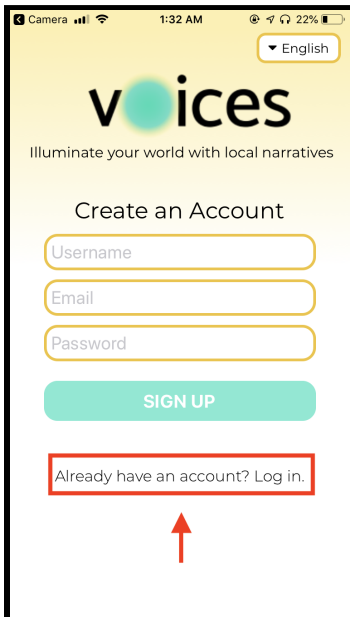 Camera 1:32 AM 22%
English
voices
Illuminate your world with local narratives
Create an Account
Username
Email
Password
SIGN UP
Already have an account? Log in.